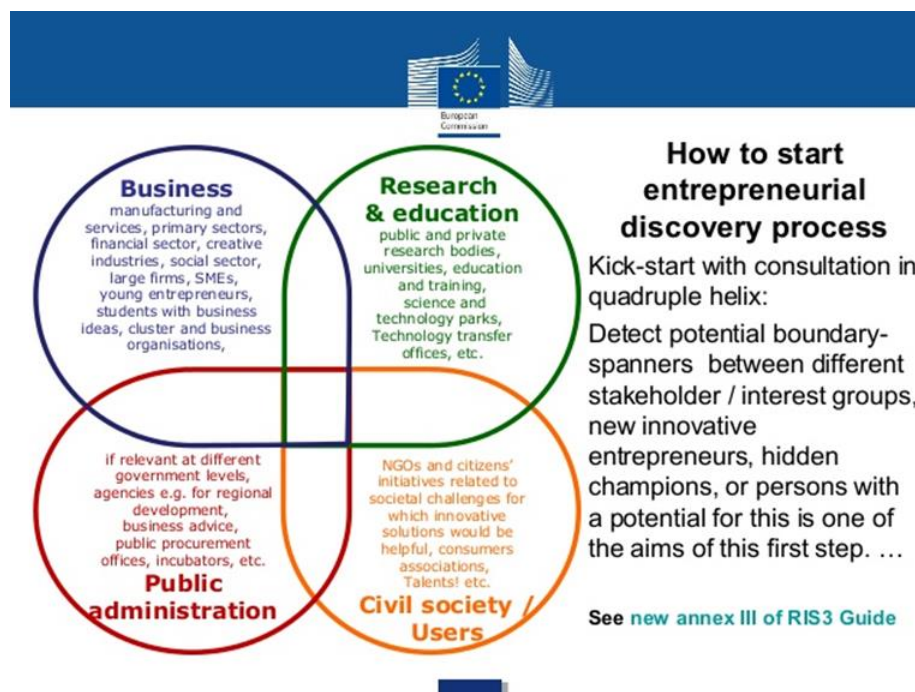 European
Commission
Business
manufacturing and
services, primary sectors,
financial sector, creative
industries, social sector,
large firms, SMEs,
young entrepreneurs,
students with business
ideas, cluster and business
organisations,
Research
& education
public and private
research bodies,
universities, education
and training,
science and
technology parks,
Technology transfer
offices, etc.
if relevant at different
government levels,
agencies e.g. for regional
development,
business advice,
public procurement
offices, incubators, etc.
Public
administration
NGOs and citizens’
initiatives related to
societal challenges for
which innovative
solutions would be
helpful, consumers
associations,
Talents! etc.
Civil society /
Users
How to start
entrepreneurial
discovery process
Kick-start with consultation in
quadruple helix:
Detect potential boundary-
spanners between different
stakeholder / interest groups,
new innovative
entrepreneurs, hidden
champions, or persons with
a potential for this is one of
the aims of this first step. …
See new annex III of RIS3 Guide